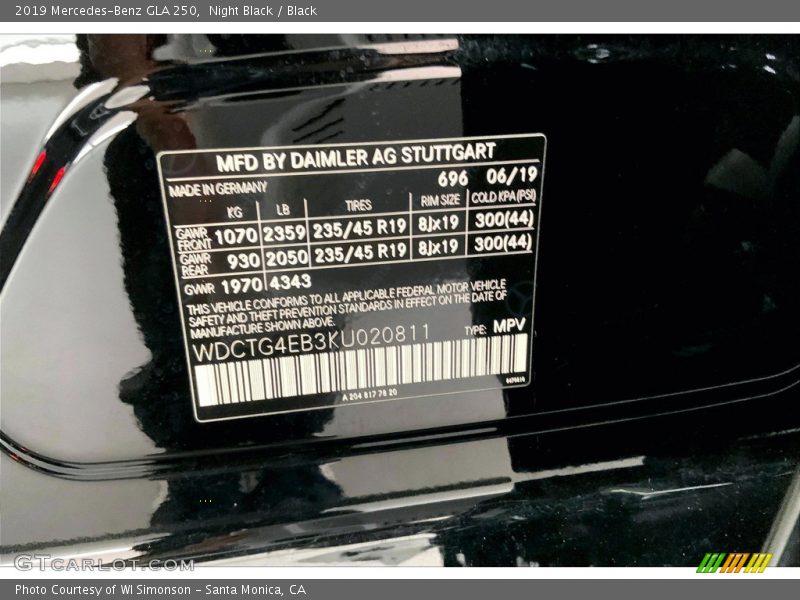 2019 Mercedes-Benz GLA 250, Night Black / Black
MFD BY DAIMLER AG STUTTGART
MADE IN GERMANY 696 06/19
KG LB TIRES RIM SIZE COLD KPA(PSI)
GAWR FRONT 1070 2359 235/45 R19 8Jx19 300(44)
GAWR REAR 930 2050 235/45 R19 8Jx19 300(44)
GVWR 1970 4343
THIS VEHICLE CONFORMS TO ALL APPLICABLE FEDERAL MOTOR VEHICLE
SAFETY AND THEFT PREVENTION STANDARDS IN EFFECT ON THE DATE OF
MANUFACTURE SHOWN ABOVE.
WDCTG4EB3KU020811 TYPE: MPV
A 204 817 78 20
GTCARLOT.COM
Photo Courtesy of WI Simonson - Santa Monica, CA